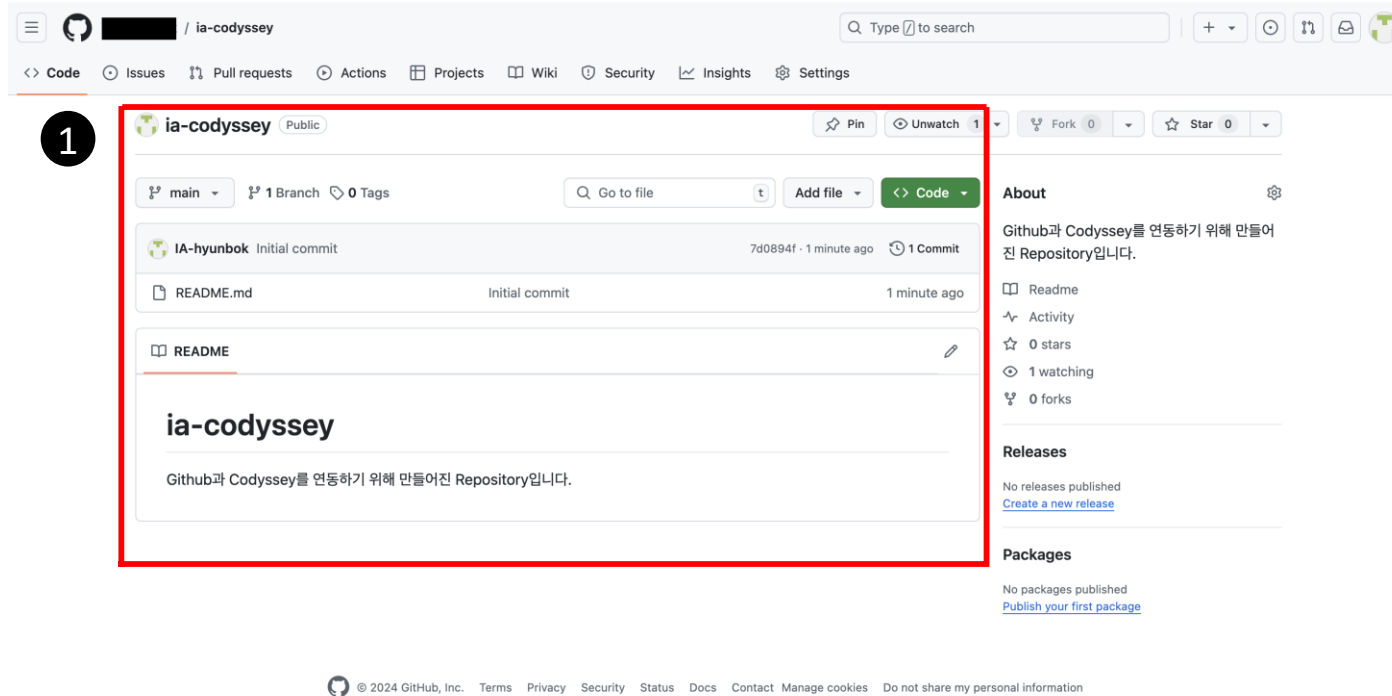 / ia-codyssey
Type / to search
Code Issues Pull requests Actions Projects Wiki Security Insights Settings
1
ia-codyssey Public
Pin Unwatch 1 Fork 0 Star 0
main 1 Branch 0 Tags Go to file t Add file Code
IA-hyunbok Initial commit 7d0894f · 1 minute ago 1 Commit
README.md Initial commit 1 minute ago
README
ia-codyssey
Github과 Codyssey를 연동하기 위해 만들어진 Repository입니다.
About
Github과 Codyssey를 연동하기 위해 만들어
진 Repository입니다.
Readme
Activity
0 stars
1 watching
0 forks
Releases
No releases published
Create a new release
Packages
No packages published
Publish your first package
© 2024 GitHub, Inc. Terms Privacy Security Status Docs Contact Manage cookies Do not share my personal information